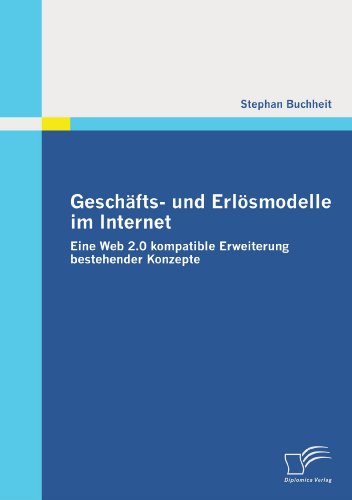 Stephan Buchheit
Geschäfts- und Erlösmodelle
im Internet
Eine Web 2.0 kompatible Erweiterung
bestehender Konzepte
Diplomica Verlag